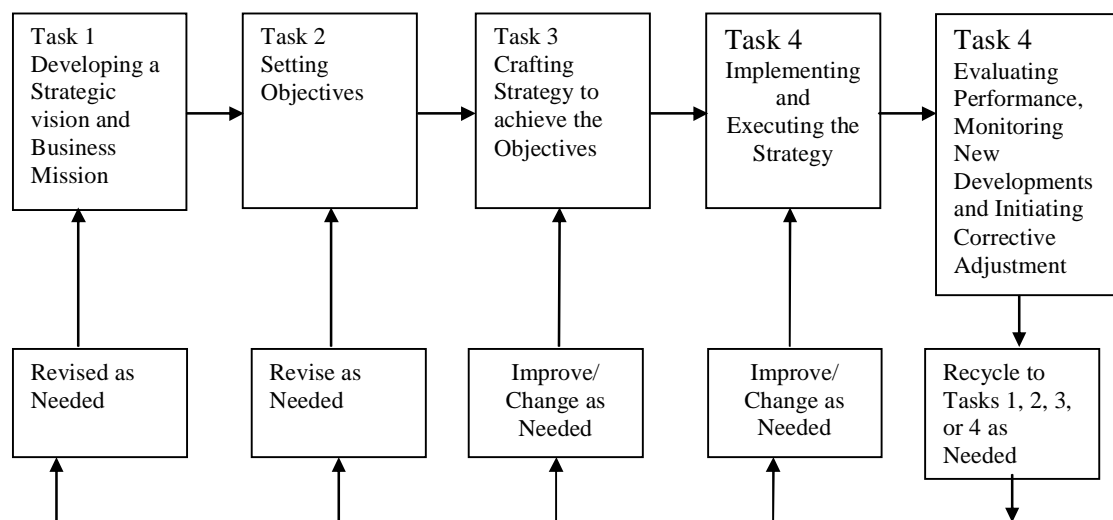 Task 1
Developing a
Strategic
vision and
Business
Mission
Task 2
Setting
Objectives
Task 3
Crafting
Strategy to
achieve the
Objectives
Task 4
Implementing
and
Executing the
Strategy
Task 4
Evaluating
Performance,
Monitoring
New
Developments
and Initiating
Corrective
Adjustment
Revised as
Needed
Revise as
Needed
Improve/
Change as
Needed
Improve/
Change as
Needed
Recycle to
Tasks 1, 2, 3,
or 4 as
Needed